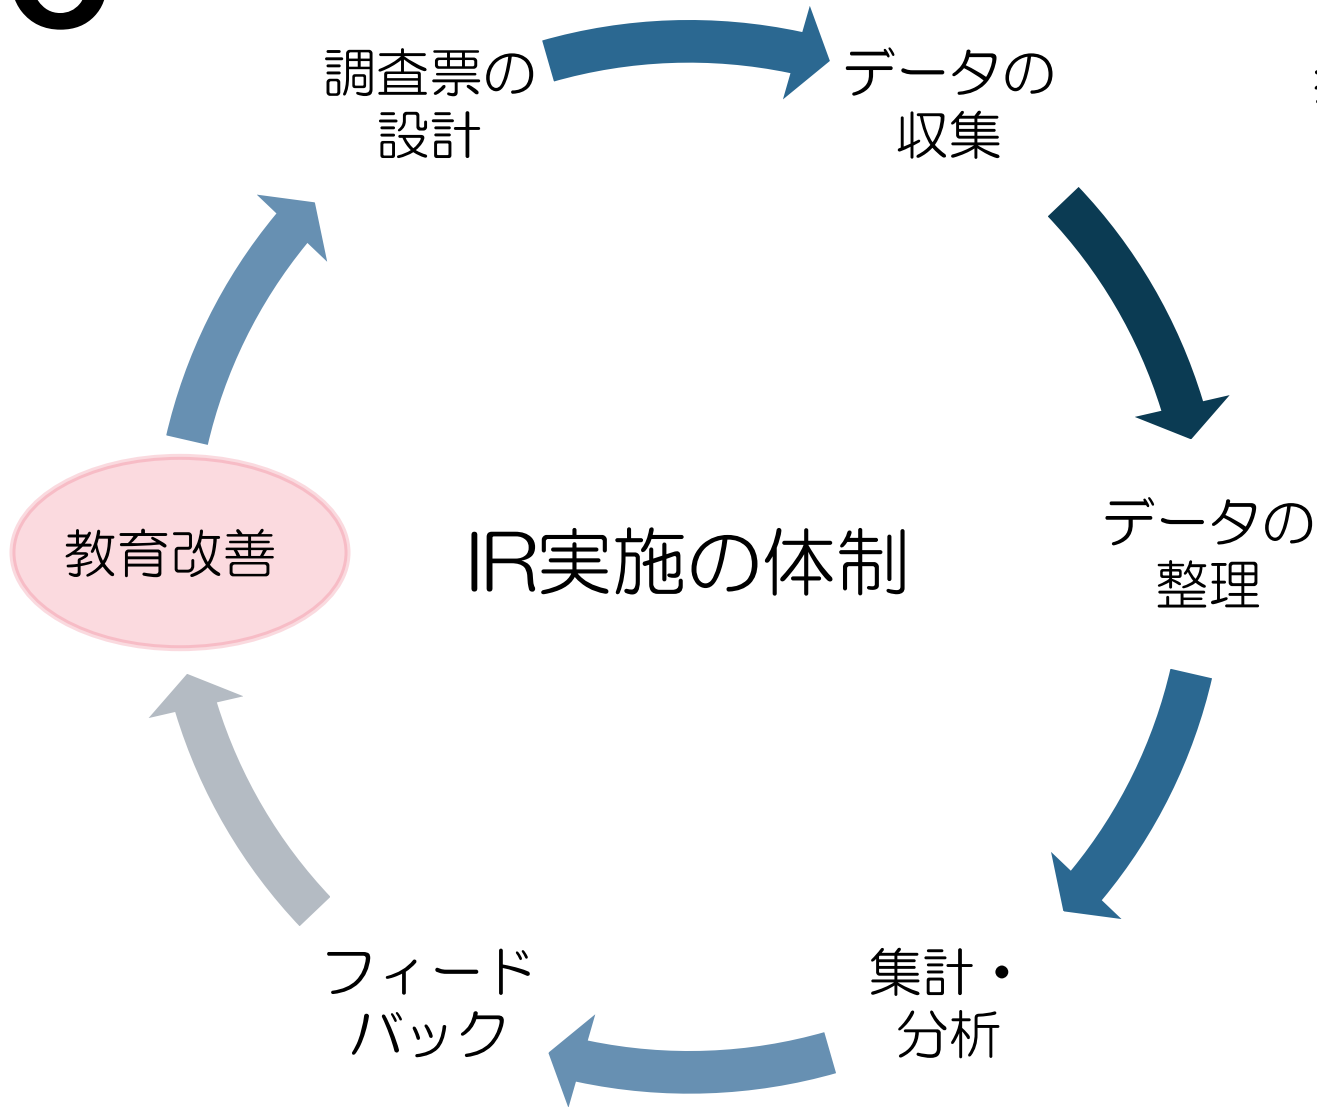 調査票の
設計
データの
収集
データの
整理
集計・
分析
フィード
バック
教育改善
IR実施の体制